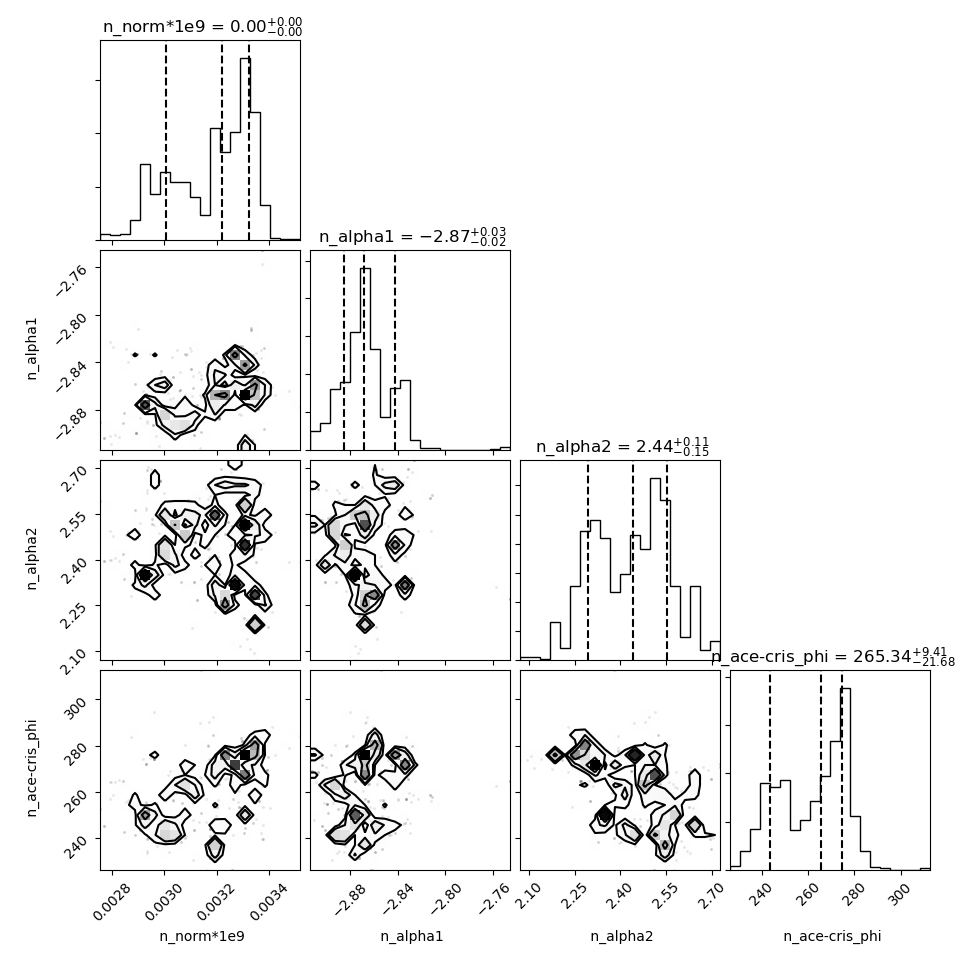 n_norm*1e9 = 0.00+0.00−0.00
n_alpha1 = −2.87+0.03−0.02
−2.76
−2.80
−2.84
−2.88
n_alpha1
n_alpha2 = 2.44+0.11−0.15
2.70
2.55
2.40
2.25
2.10
n_alpha2
n_ace-cris_phi = 265.34+9.41−21.68
300
280
260
240
n_ace-cris_phi
0.0028 0.0030 0.0032 0.0034
−2.88 −2.84 −2.80 −2.76
2.10 2.25 2.40 2.55 2.70
240 260 280 300
n_norm*1e9 n_alpha1 n_alpha2 n_ace-cris_phi